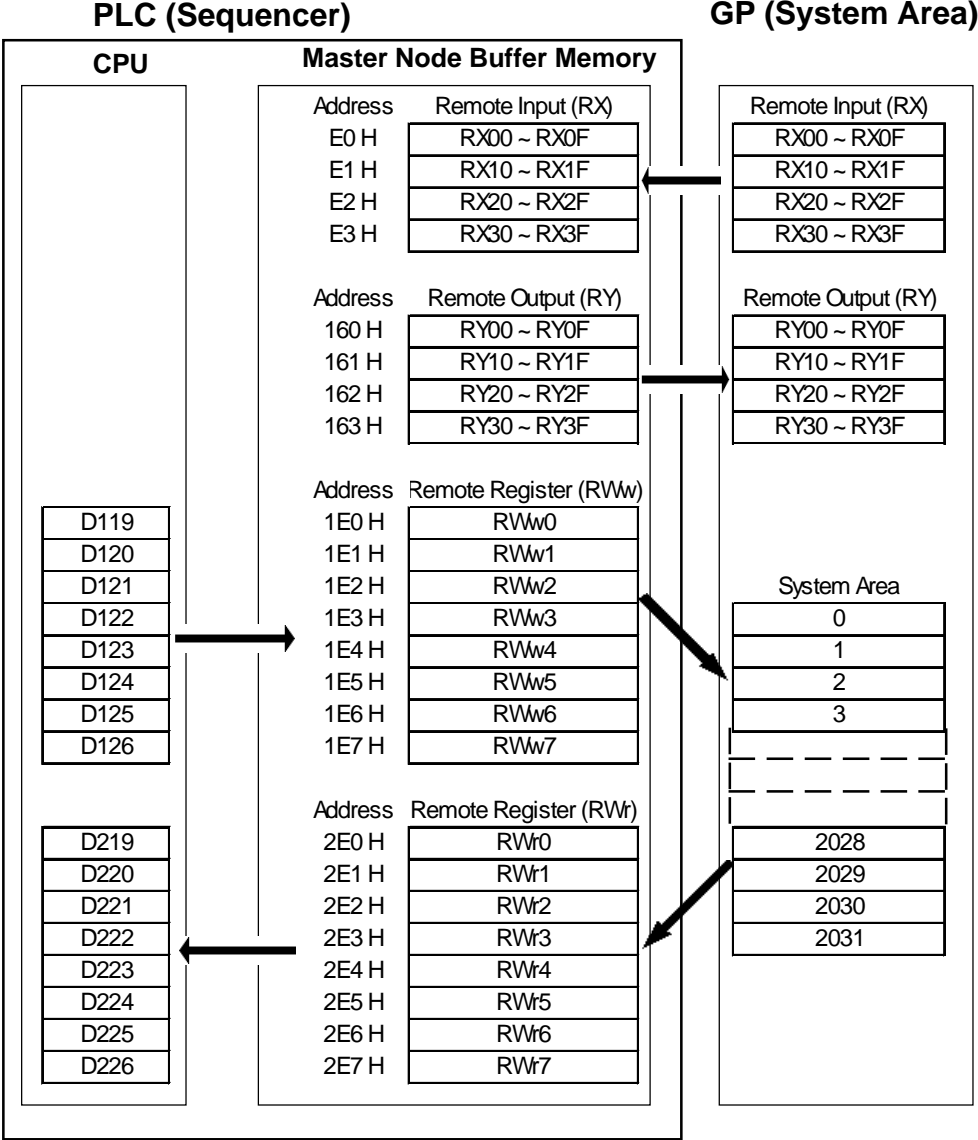 PLC (Sequencer) GP (System Area)
CPU Master Node Buffer Memory
Address Remote Input (RX) Remote Input (RX)
E0 H RX00 ~ RX0F RX00 ~ RX0F
E1 H RX10 ~ RX1F RX10 ~ RX1F
E2 H RX20 ~ RX2F RX20 ~ RX2F
E3 H RX30 ~ RX3F RX30 ~ RX3F
Address Remote Output (RY) Remote Output (RY)
160 H RY00 ~ RY0F RY00 ~ RY0F
161 H RY10 ~ RY1F RY10 ~ RY1F
162 H RY20 ~ RY2F RY20 ~ RY2F
163 H RY30 ~ RY3F RY30 ~ RY3F
Address Remote Register (RWw)
D119 1E0 H RWw0
D120 1E1 H RWw1
D121 1E2 H RWw2 System Area
D122 1E3 H RWw3 0
D123 1E4 H RWw4 1
D124 1E5 H RWw5 2
D125 1E6 H RWw6 3
D126 1E7 H RWw7
Address Remote Register (RWr)
D219 2E0 H RWr0 2028
D220 2E1 H RWr1 2029
D221 2E2 H RWr2 2030
D222 2E3 H RWr3 2031
D223 2E4 H RWr4
D224 2E5 H RWr5
D225 2E6 H RWr6
D226 2E7 H RWr7